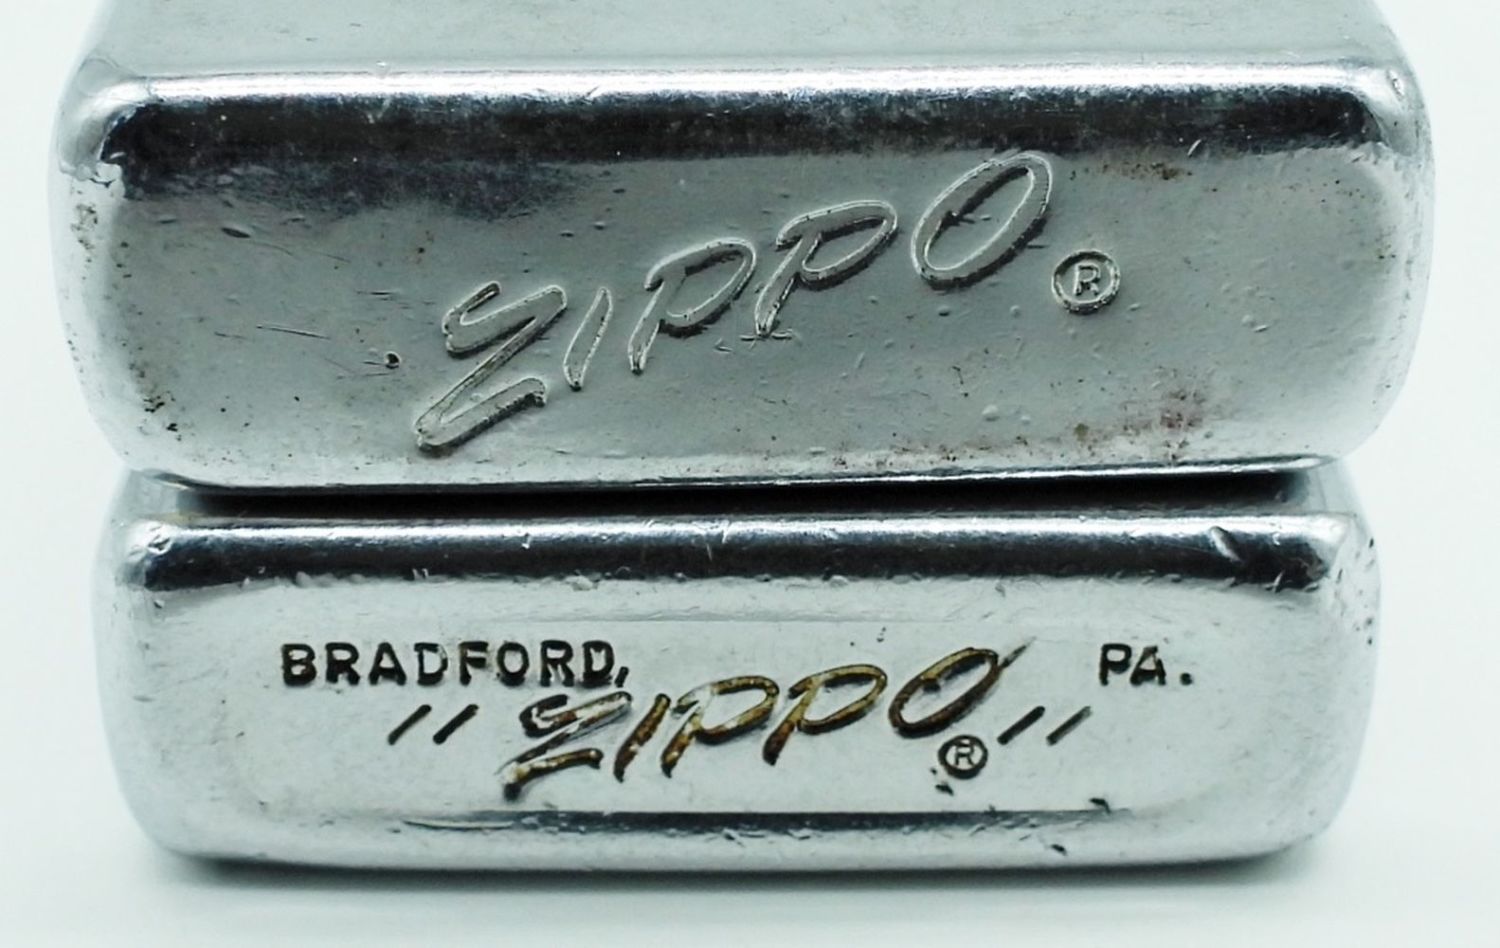 ZIPPO ®
BRADFORD, PA.
" ZIPPO ® "